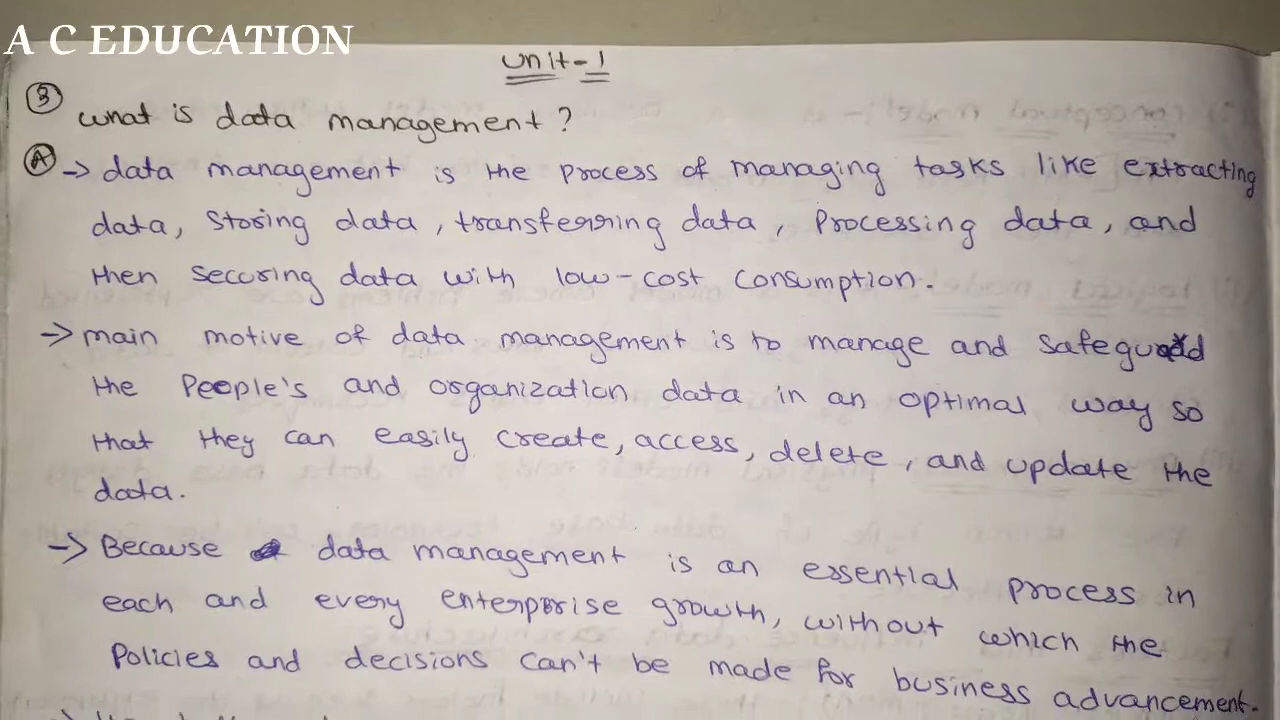 A C EDUCATION
Unit-1
3
What is data management?
A → data management is the process of managing tasks like extracting
data, storing data, transferring data, processing data, and
then securing data with low-cost consumption.
→ main motive of data management is to manage and safeguard
the People's and organization data in an optimal way so
that they can easily create, access, delete, and update the
data.
→ Because data management is an essential process in
each and every enterprise growth, without which the
policies and decisions can't be made for business advancement.